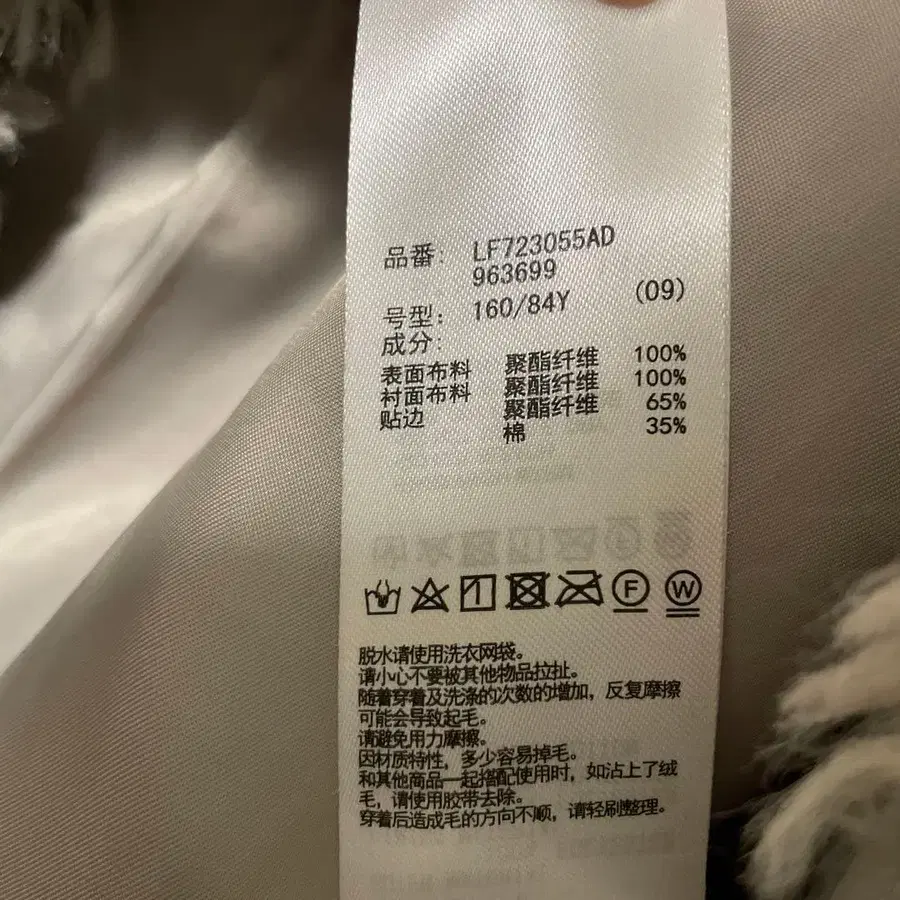 品番: LF723055AD
963699
号型: 160/84Y (09)
成分:
表面布料 聚酯纤维 100%
衬面布料 聚酯纤维 100%
贴边 聚酯纤维 65%
棉 35%
F W
脱水请使用洗衣网袋。
请小心不要被其他物品拉扯。
随着穿着及洗涤的次数的增加，反复摩擦
可能会导致起毛。
请避免用力摩擦。
因材质特性，多少容易掉毛。
和其他商品一起搭配使用时，如沾上了绒
毛，请使用胶带去除。
穿着后造成毛的方向不顺，请轻刷整理。